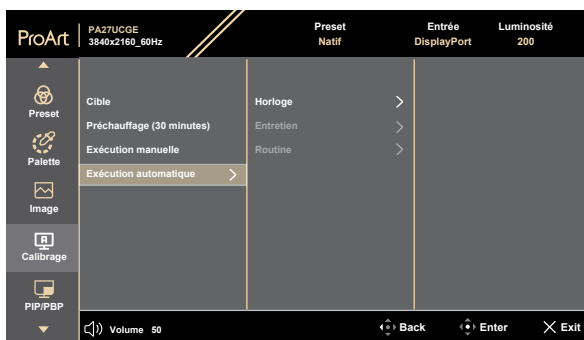 ProArt
PA27UCGE
3840x2160_60Hz
Preset
Natif
Entrée
DisplayPort
Luminosité
200
Preset
Palette
Image
Calibrage
PIP/PBP
Cible
Préchauffage (30 minutes)
Exécution manuelle
Exécution automatique
Horloge
Entretien
Routine
Volume 50
Back
Enter
Exit